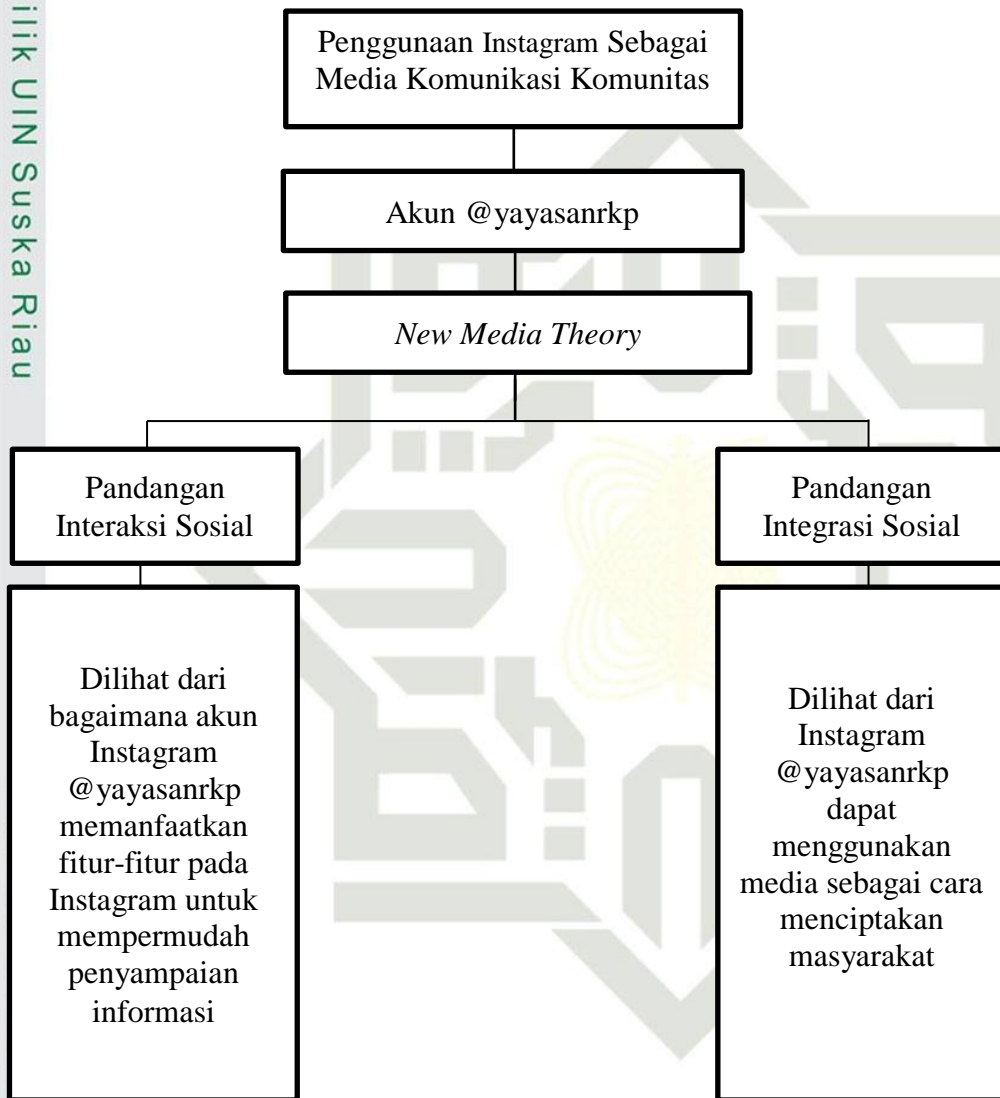 ilik UIN Suska Riau
Penggunaan Instagram Sebagai
Media Komunikasi Komunitas
Akun @yayasanrkp
New Media Theory
Pandangan
Interaksi Sosial
Pandangan
Integrasi Sosial
Dilihat dari
bagaimana akun
Instagram
@yayasanrkp
memanfaatkan
fitur-fitur pada
Instagram untuk
mempermudah
penyampaian
informasi
Dilihat dari
Instagram
@yayasanrkp
dapat
menggunakan
media sebagai cara
menciptakan
masyarakat